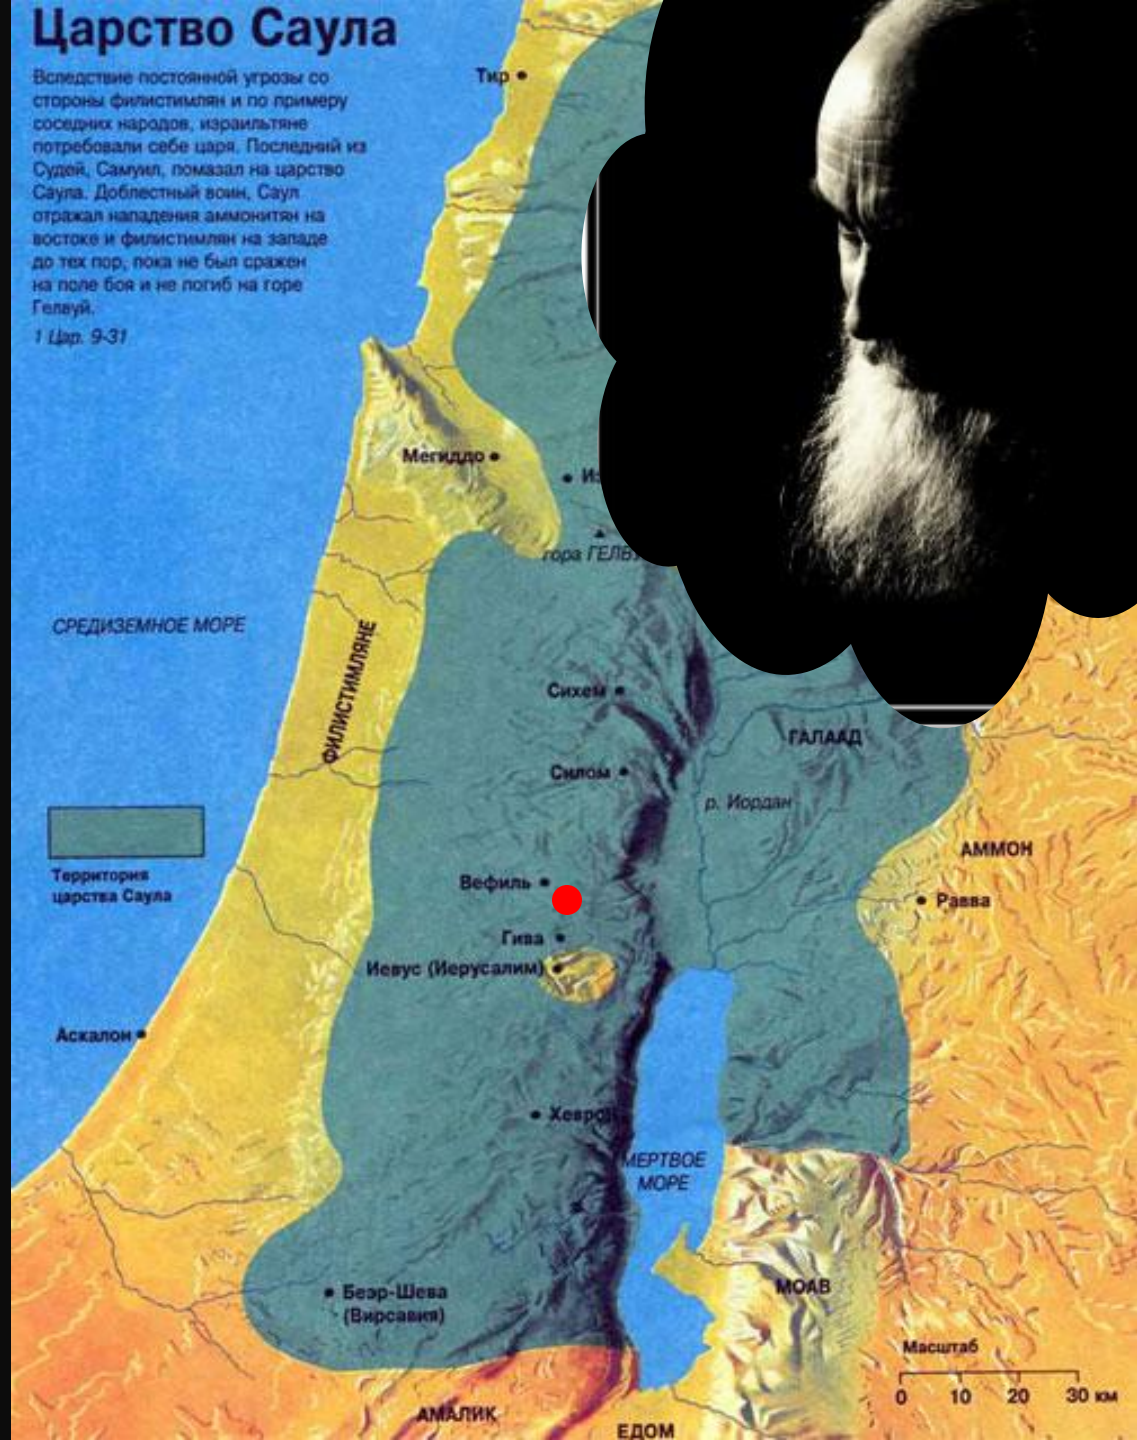 Царство Саула
Вследствие постоянной угрозы со
стороны филистимлян и по примеру
соседних народов, израильтяне
потребовали себе царя. Последний из
Судей, Самуил, помазал на царство
Саула. Доблестный воин, Саул
отражал нападения аммонитян на
востоке и филистимлян на западе
до тех пор, пока не был сражен
на поле боя и не погиб на горе
Гелвуй.
1 Цар. 9-31
Тир
Мегиддо
гора
СРЕДИЗЕМНОЕ МОРЕ
ФИЛИСТИМЛЯНЕ
Сихем
ГАЛААД
Силом
р. Иордан
АММОН
Территория
царства Саула
Вефиль
Равва
Гива
Иевус (Иерусалим)
Аскалон
Хеврон
МЕРТВОЕ
МОРЕ
Беэр-Шева
(Вирсавия)
МОАВ
Масштаб
0 10 20 30 км
АМАЛИК
ЕДОМ